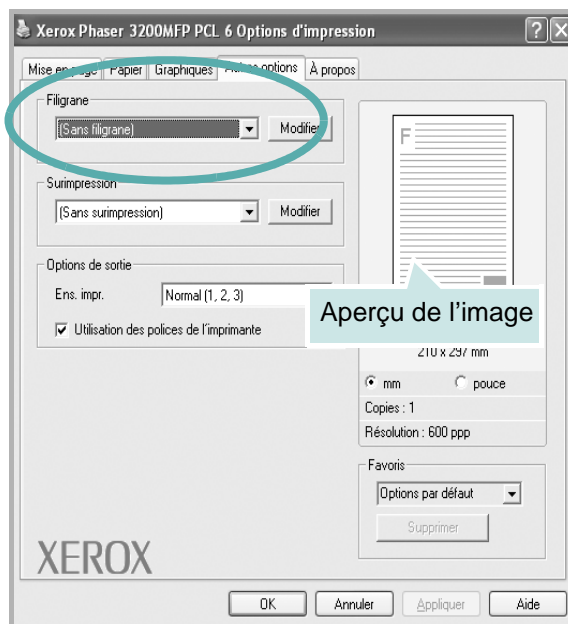 Xerox Phaser 3200MFP PCL 6 Options d'impression
Mise en page Papier Graphiques Autres options À propos
Filigrane
(Sans filigrane)
Modifier
Surimpression
(Sans surimpression)
Modifier
Options de sortie
Ens. impr.
Normal (1, 2, 3)
Utilisation des polices de l'imprimante
F
Aperçu de l'image
210 x 297 mm
mm pouce
Copies : 1
Résolution : 600 ppp
Favoris
Options par défaut
Supprimer
XEROX
OK Annuler Appliquer Aide